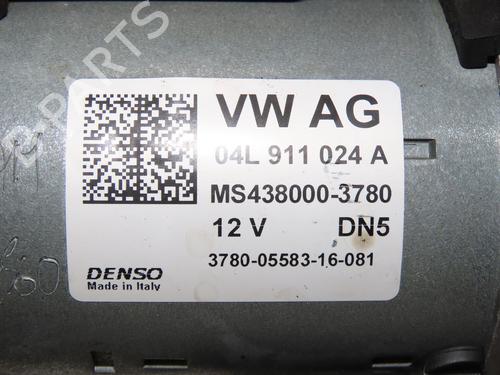 VW AG
04L 911 024 A
MS438000-3780
12 V DN5
3780-05583-16-081
DENSO
Made in Italy